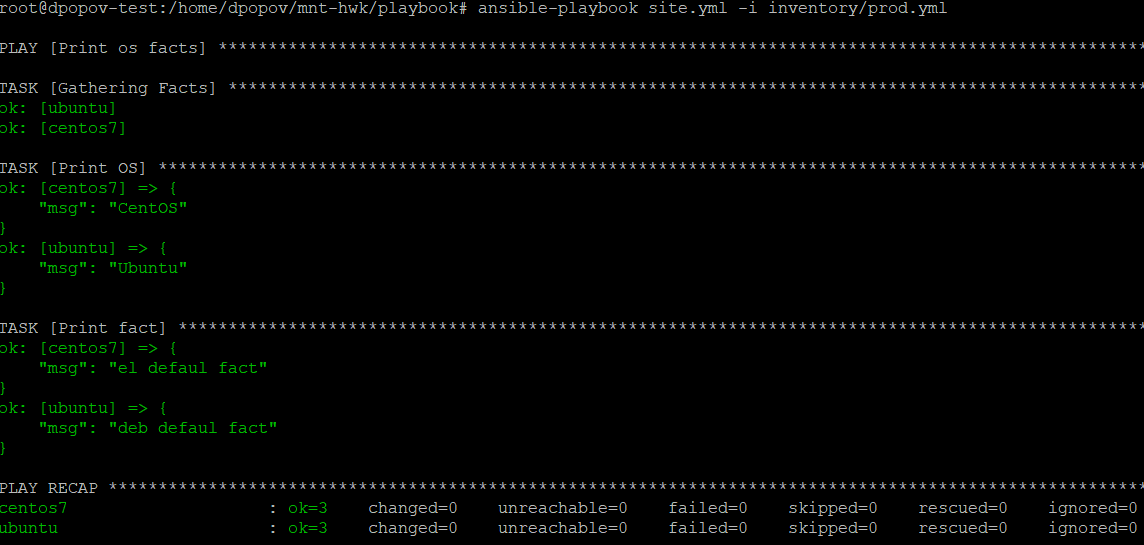 root@dpopov-test:/home/dpopov/mnt-hwk/playbook# ansible-playbook site.yml -i inventory/prod.yml
PLAY [Print os facts] *********************************************************************************************
TASK [Gathering Facts] ********************************************************************************************
ok: [ubuntu]
ok: [centos7]
TASK [Print OS] ***************************************************************************************************
ok: [centos7] => {
    "msg": "CentOS"
}
ok: [ubuntu] => {
    "msg": "Ubuntu"
}
TASK [Print fact] *************************************************************************************************
ok: [centos7] => {
    "msg": "el defaul fact"
}
ok: [ubuntu] => {
    "msg": "deb defaul fact"
}
PLAY RECAP ********************************************************************************************************
centos7                    : ok=3    changed=0    unreachable=0    failed=0    skipped=0    rescued=0    ignored=0
ubuntu                     : ok=3    changed=0    unreachable=0    failed=0    skipped=0    rescued=0    ignored=0